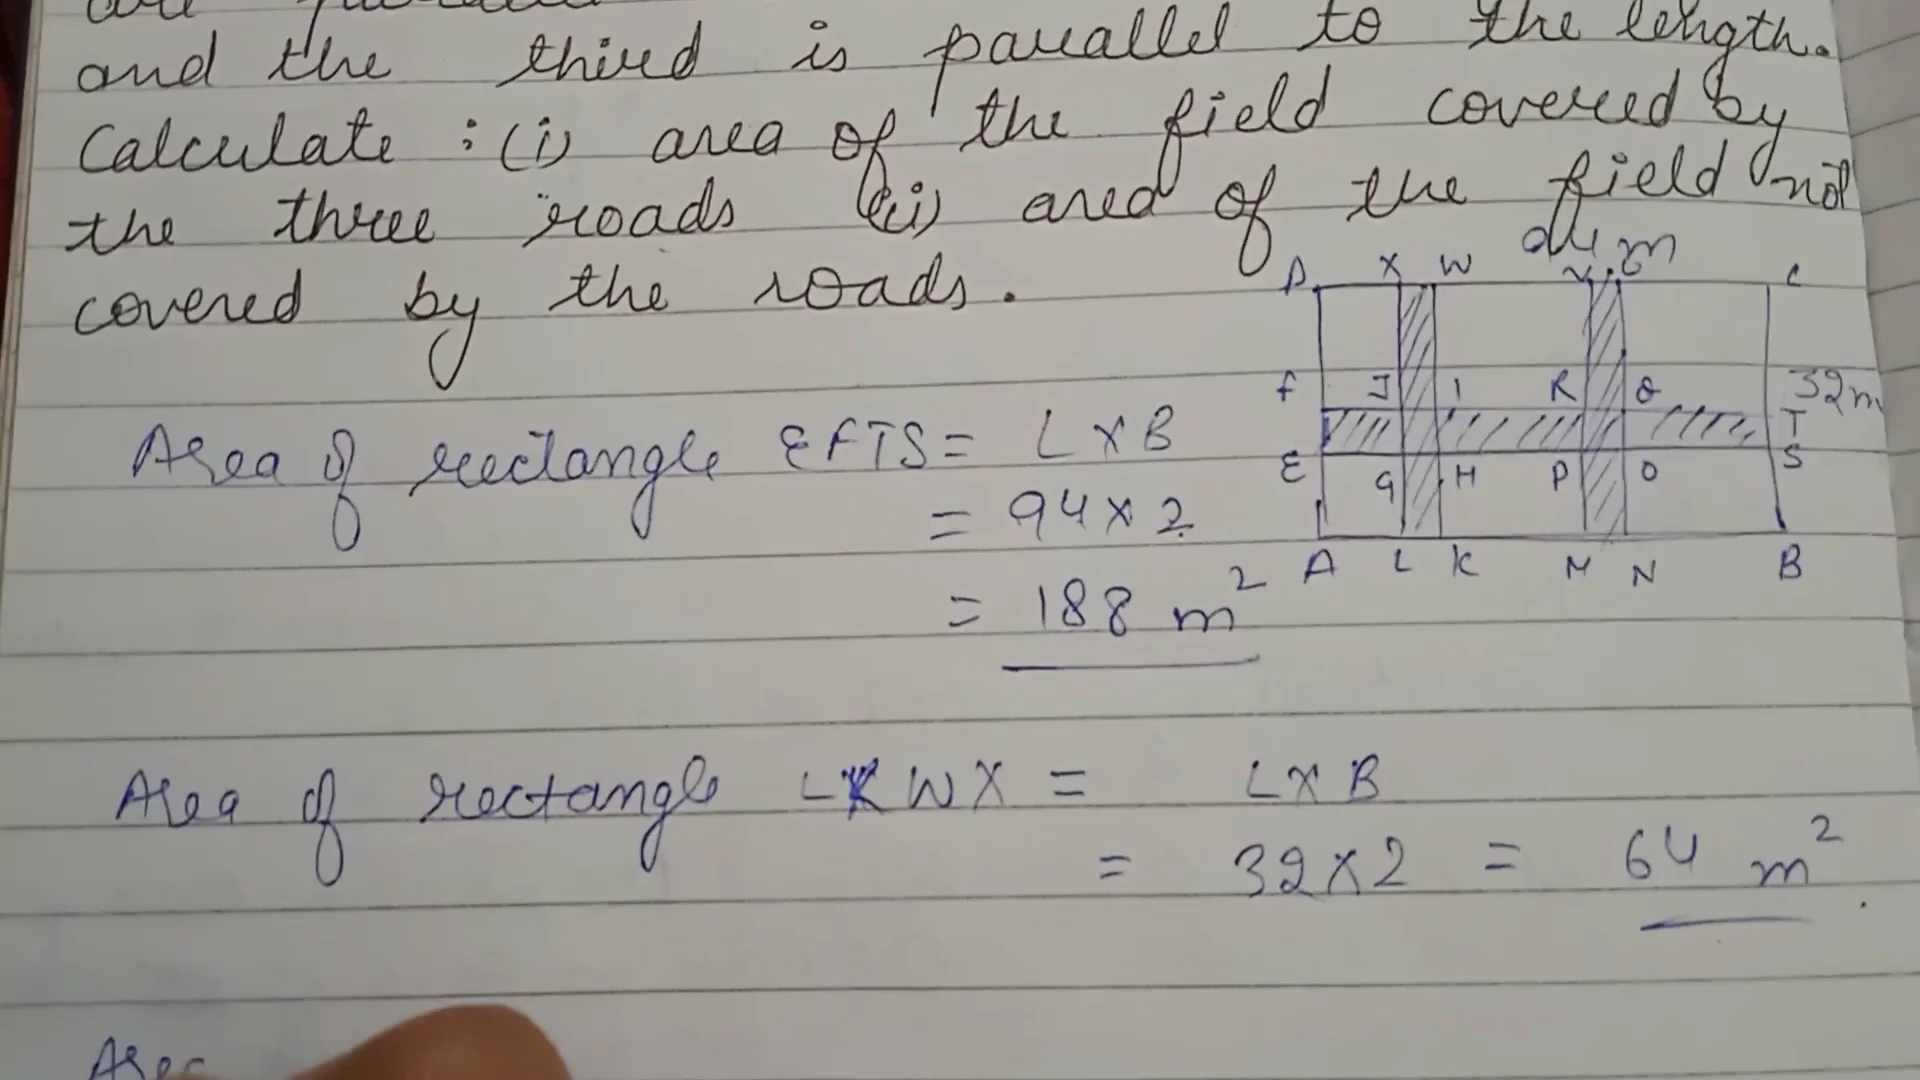 and the third is parallel to the length.
Calculate : (i) area of the field covered by
the three roads (ii) area of the field not
covered by the roads.
94 m
D X W C
F J I R Q 32m
T
E G H P O S
A L K M N B
Area of rectangle EFTS = L X B
= 94 x 2
= 188 m²
Area of rectangle LKWX = L X B
= 32 X 2 = 64 m²